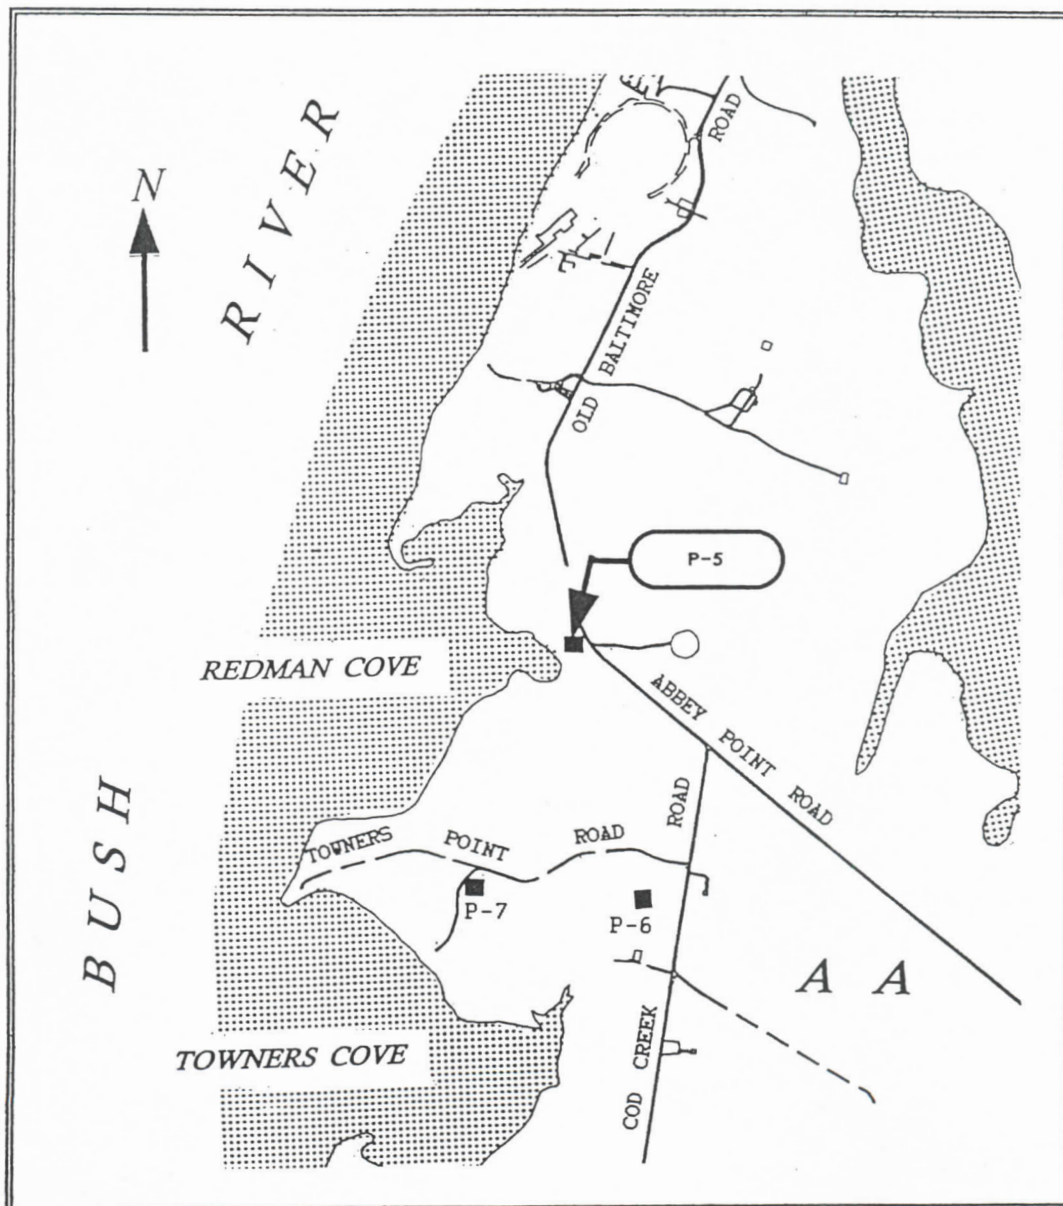 N
BUSH RIVER
OLD BALTIMORE ROAD
P-5
REDMAN COVE
ABBEY POINT ROAD
TOWNERS POINT ROAD
P-7
P-6
COD CREEK ROAD
A A
TOWNERS COVE